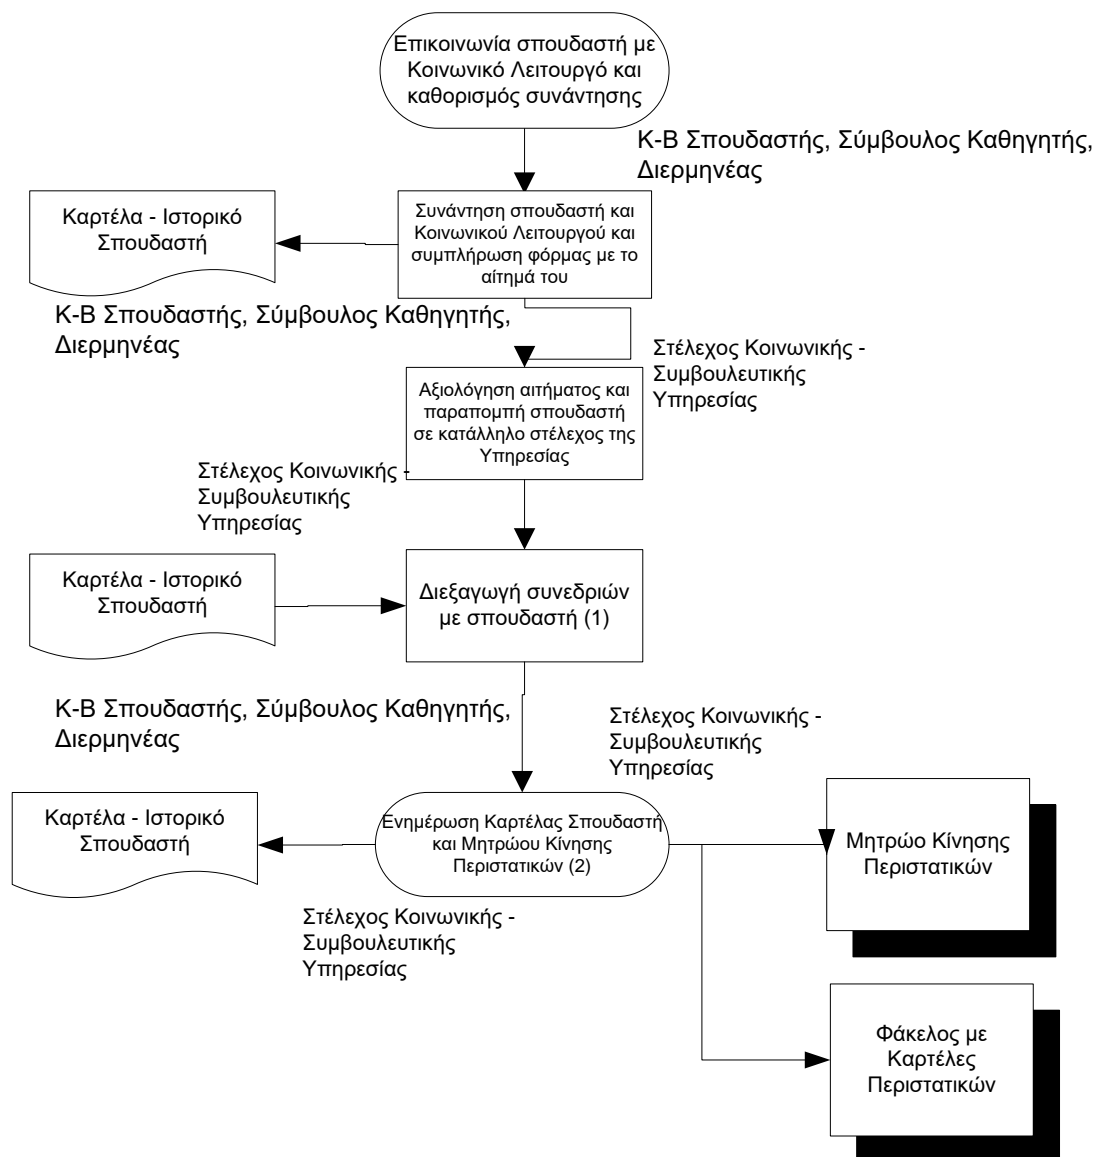 Επικοινωνία σπουδαστή με
Κοινωνικό Λειτουργό και
καθορισμός συνάντησης
Κ-Β Σπουδαστής, Σύμβουλος Καθηγητής,
Διερμηνέας
Καρτέλα - Ιστορικό
Σπουδαστή
Συνάντηση σπουδαστή και
Κοινωνικού Λειτουργού και
συμπλήρωση φόρμας με το
αίτημά του
Κ-Β Σπουδαστής, Σύμβουλος Καθηγητής,
Διερμηνέας
Στέλεχος Κοινωνικής -
Συμβουλευτικής
Υπηρεσίας
Αξιολόγηση αιτήματος και
παραπομπή σπουδαστή
σε κατάλληλο στέλεχος της
Υπηρεσίας
Στέλεχος Κοινωνικής -
Συμβουλευτικής
Υπηρεσίας
Καρτέλα - Ιστορικό
Σπουδαστή
Διεξαγωγή συνεδριών
με σπουδαστή (1)
Κ-Β Σπουδαστής, Σύμβουλος Καθηγητής,
Διερμηνέας
Στέλεχος Κοινωνικής -
Συμβουλευτικής
Υπηρεσίας
Καρτέλα - Ιστορικό
Σπουδαστή
Ενημέρωση Καρτέλας Σπουδαστή
και Μητρώου Κίνησης
Περιστατικών (2)
Μητρώο Κίνησης
Περιστατικών
Στέλεχος Κοινωνικής -
Συμβουλευτικής
Υπηρεσίας
Φάκελος με
Καρτέλες
Περιστατικών